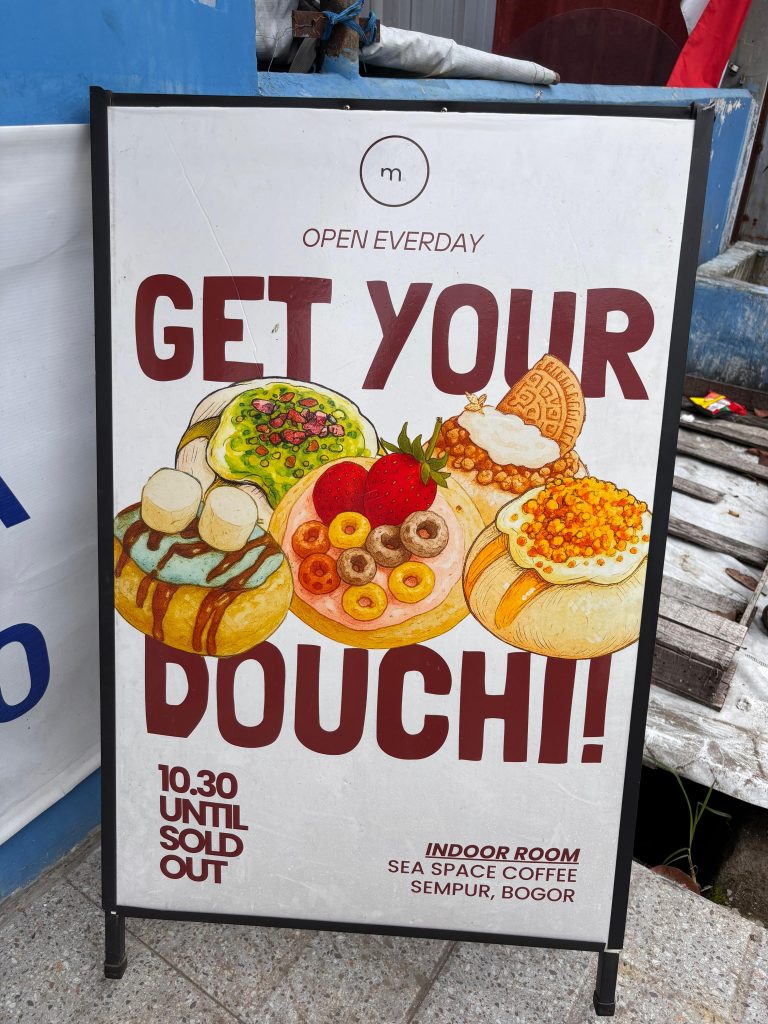 m
OPEN EVERDAY
GET YOUR
DOUCHI!!
10.30
UNTIL
SOLD
OUT
INDOOR ROOM
SEA SPACE COFFEE
SEMPUR, BOGOR